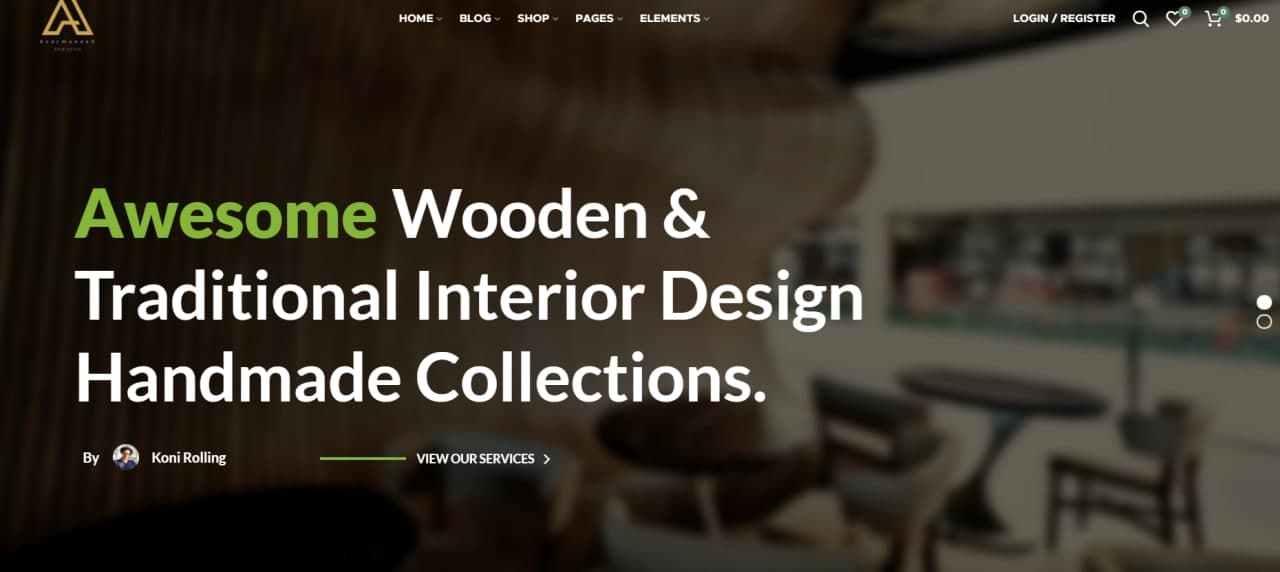 HOME BLOG SHOP PAGES ELEMENTS LOGIN / REGISTER 0 0 $0.00
Awesome Wooden &
Traditional Interior Design
Handmade Collections.
By Koni Rolling VIEW OUR SERVICES